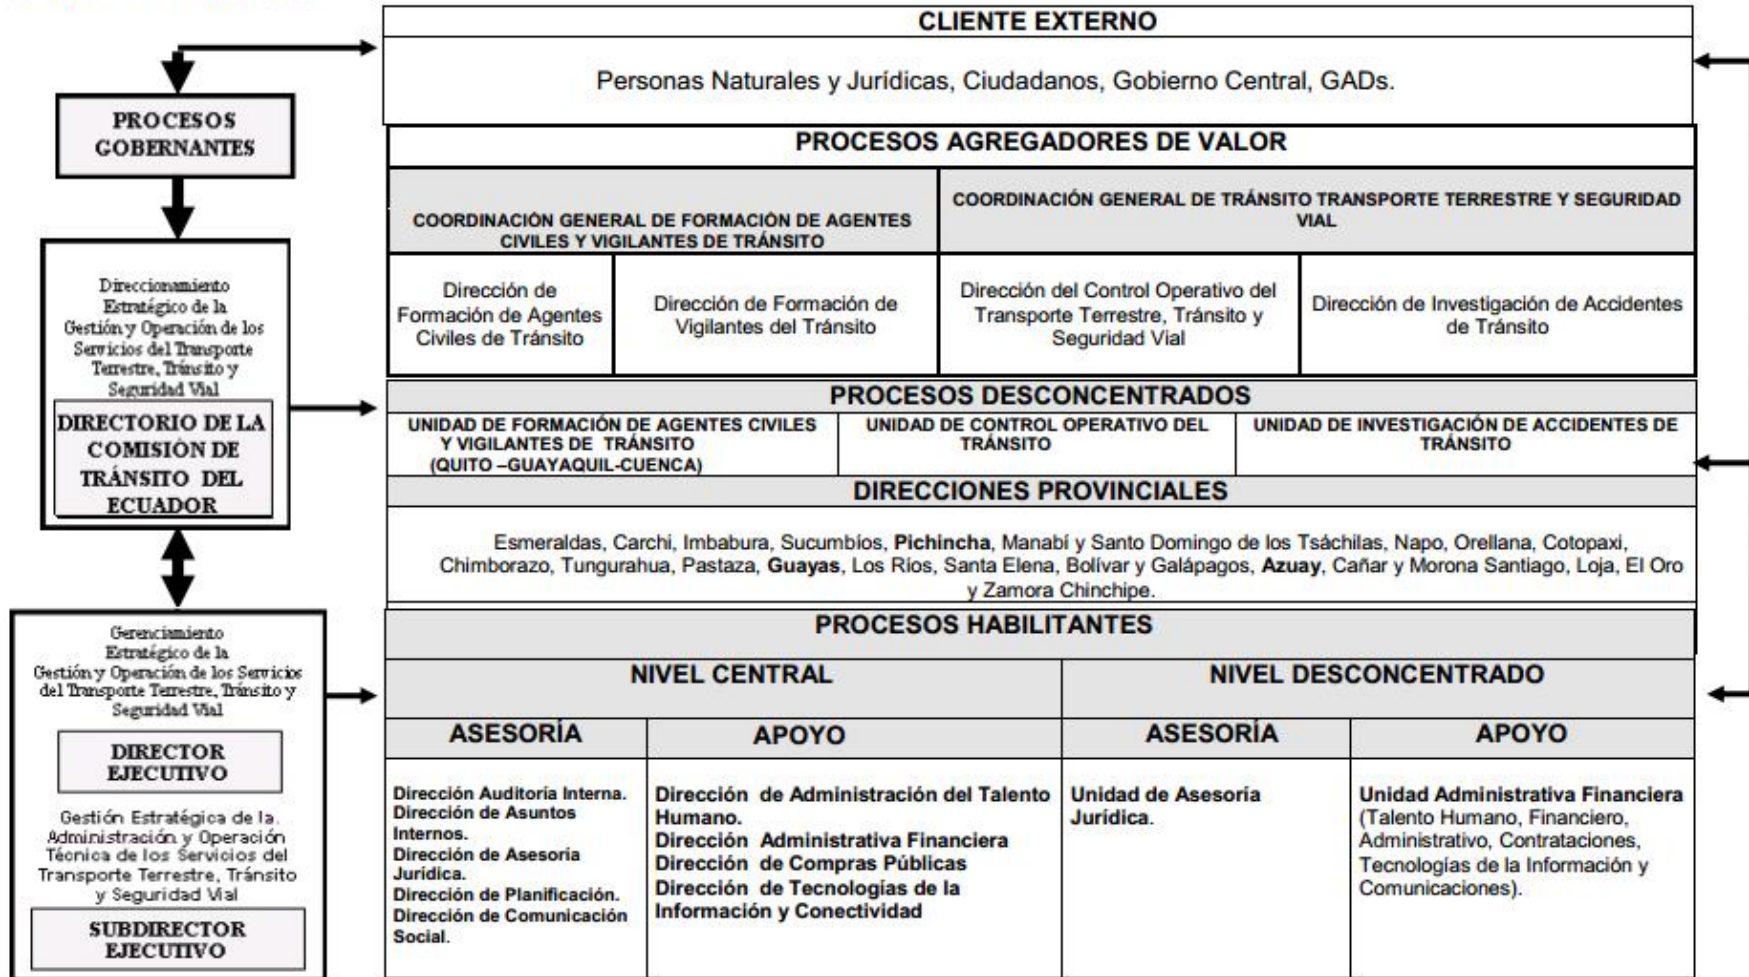 CLIENTE EXTERNO
Personas Naturales y Jurídicas, Ciudadanos, Gobierno Central, GADs.
PROCESOS
GOBERNANTES
PROCESOS AGREGADORES DE VALOR
COORDINACIÓN GENERAL DE FORMACIÓN DE AGENTES
CIVILES Y VIGILANTES DE TRÁNSITO
COORDINACIÓN GENERAL DE TRÁNSITO TRANSPORTE TERRESTRE Y SEGURIDAD
VIAL
Dirección de
Formación de Agentes
Civiles de Tránsito
Dirección de Formación de
Vigilantes del Tránsito
Dirección del Control Operativo del
Transporte Terrestre, Tránsito y
Seguridad Vial
Dirección de Investigación de Accidentes
de Tránsito
Direccionamiento
Estratégico de la
Gestión y Operación de los
Servicios del Transporte
Terrestre, Tránsito y
Seguridad Vial
DIRECTORIO DE LA
COMISIÓN DE
TRÁNSITO DEL
ECUADOR
PROCESOS DESCONCENTRADOS
UNIDAD DE FORMACIÓN DE AGENTES CIVILES
Y VIGILANTES DE TRÁNSITO
(QUITO –GUAYAQUIL-CUENCA)
UNIDAD DE CONTROL OPERATIVO DEL
TRÁNSITO
UNIDAD DE INVESTIGACIÓN DE ACCIDENTES DE
TRÁNSITO
DIRECCIONES PROVINCIALES
Esmeraldas, Carchi, Imbabura, Sucumbíos, Pichincha, Manabí y Santo Domingo de los Tsáchilas, Napo, Orellana, Cotopaxi,
Chimborazo, Tungurahua, Pastaza, Guayas, Los Ríos, Santa Elena, Bolívar y Galápagos, Azuay, Cañar y Morona Santiago, Loja, El Oro
y Zamora Chinchipe.
Gerenciamiento
Estratégico de la
Gestión y Operación de los Servicios
del Transporte Terrestre, Tránsito y
Seguridad Vial
DIRECTOR
EJECUTIVO
Gestión Estratégica de la
Administración y Operación
Técnica de los Servicios del
Transporte Terrestre, Tránsito
y Seguridad Vial
SUBDIRECTOR
EJECUTIVO
PROCESOS HABILITANTES
NIVEL CENTRAL
NIVEL DESCONCENTRADO
ASESORÍA
APOYO
ASESORÍA
APOYO
Dirección Auditoría Interna.
Dirección de Asuntos
Internos.
Dirección de Asesoría
Jurídica.
Dirección de Planificación.
Dirección de Comunicación
Social.
Dirección de Administración del Talento
Humano.
Dirección Administrativa Financiera
Dirección de Compras Públicas
Dirección de Tecnologías de la
Información y Conectividad
Unidad de Asesoría
Jurídica.
Unidad Administrativa Financiera
(Talento Humano, Financiero,
Administrativo, Contrataciones,
Tecnologías de la Información y
Comunicaciones).